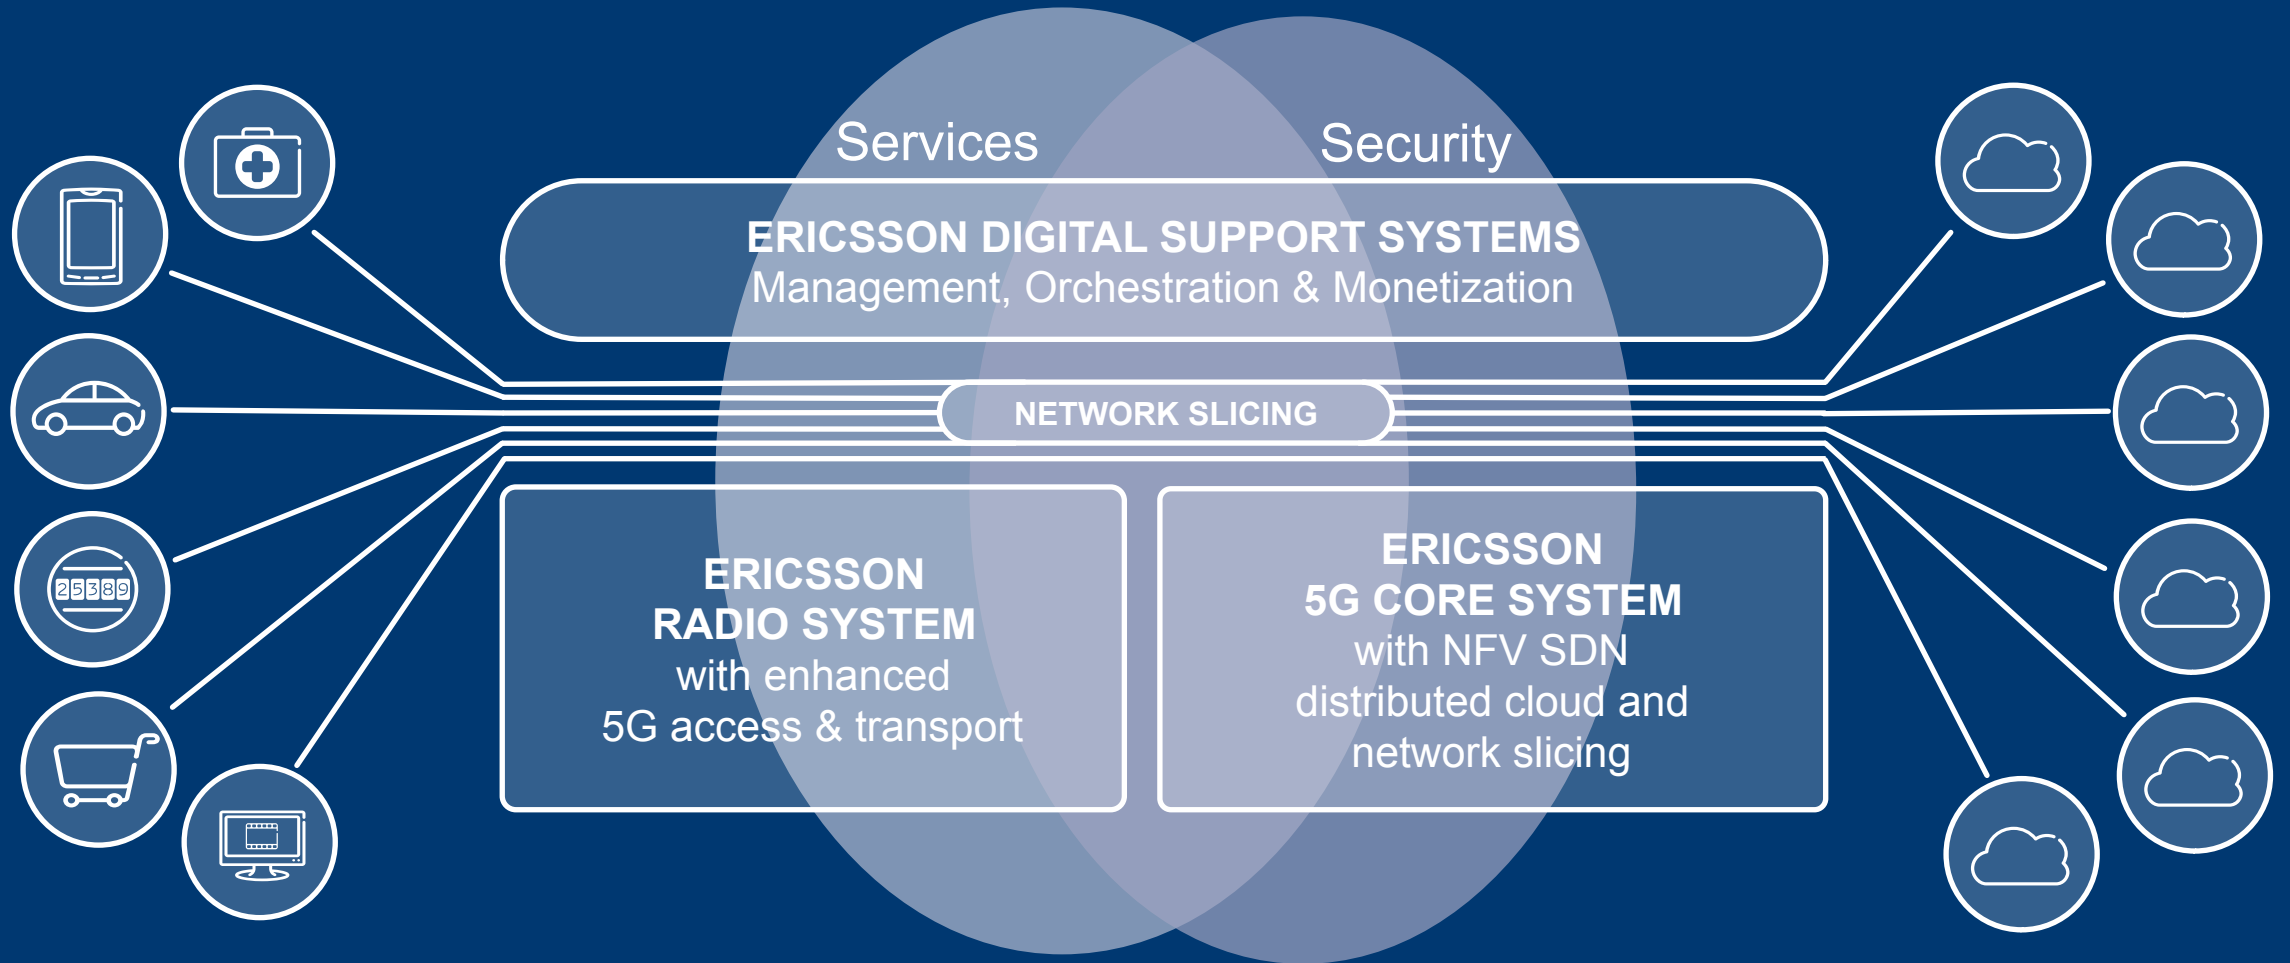 Services
Security
ERICSSON DIGITAL SUPPORT SYSTEMS
Management, Orchestration & Monetization
NETWORK SLICING
ERICSSON
RADIO SYSTEM
with enhanced
5G access & transport
ERICSSON
5G CORE SYSTEM
with NFV SDN
distributed cloud and
network slicing
25389